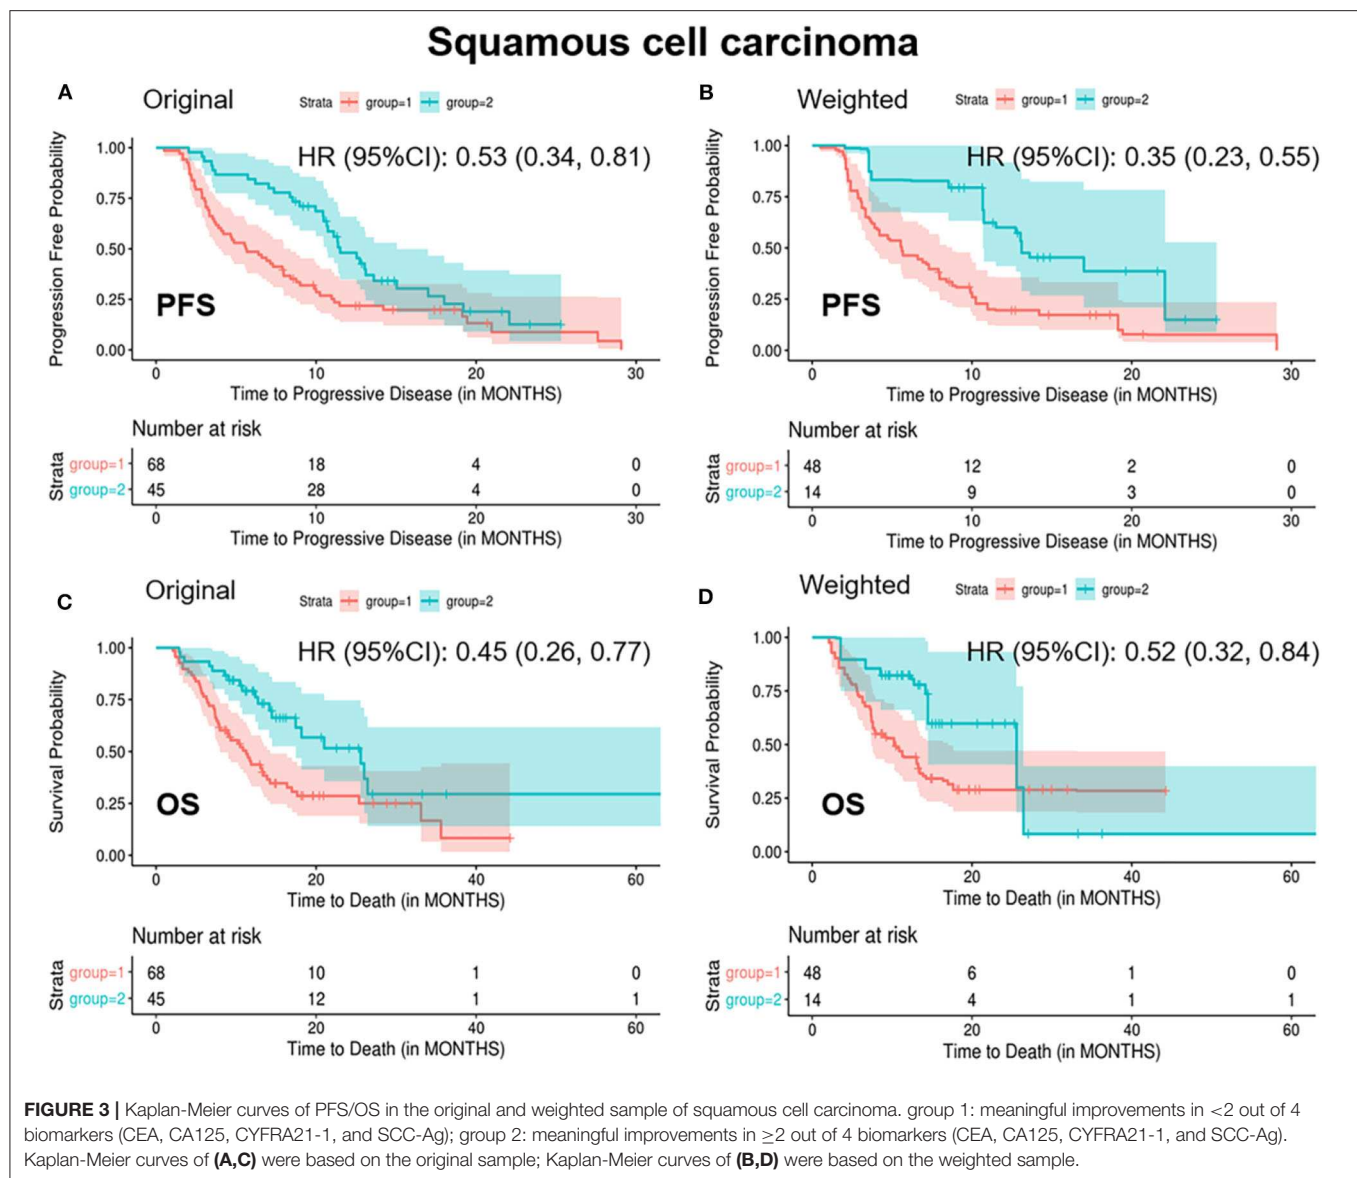 Squamous cell carcinoma
A
Original
Strata group=1 group=2
HR (95%CI): 0.53 (0.34, 0.81)
Progression Free Probability
1.00
0.75
0.50
0.25
0.00
PFS
0 10 20 30
Time to Progressive Disease (in MONTHS)
Number at risk
Strata
group=1 68 18 4 0
group=2 45 28 4 0
0 10 20 30
Time to Progressive Disease (in MONTHS)
B
Weighted
Strata group=1 group=2
HR (95%CI): 0.35 (0.23, 0.55)
Progression Free Probability
1.00
0.75
0.50
0.25
0.00
PFS
0 10 20 30
Time to Progressive Disease (in MONTHS)
Number at risk
Strata
group=1 48 12 2 0
group=2 14 9 3 0
0 10 20 30
Time to Progressive Disease (in MONTHS)
C
Original
Strata group=1 group=2
HR (95%CI): 0.45 (0.26, 0.77)
Survival Probability
1.00
0.75
0.50
0.25
0.00
OS
0 20 40 60
Time to Death (in MONTHS)
Number at risk
Strata
group=1 68 10 1 0
group=2 45 12 1 1
0 20 40 60
Time to Death (in MONTHS)
D
Weighted
Strata group=1 group=2
HR (95%CI): 0.52 (0.32, 0.84)
Survival Probability
1.00
0.75
0.50
0.25
0.00
OS
0 20 40 60
Time to Death (in MONTHS)
Number at risk
Strata
group=1 48 6 1 0
group=2 14 4 1 1
0 20 40 60
Time to Death (in MONTHS)
FIGURE 3 | Kaplan-Meier curves of PFS/OS in the original and weighted sample of squamous cell carcinoma. group 1: meaningful improvements in <2 out of 4
biomarkers (CEA, CA125, CYFRA21-1, and SCC-Ag); group 2: meaningful improvements in ≥2 out of 4 biomarkers (CEA, CA125, CYFRA21-1, and SCC-Ag).
Kaplan-Meier curves of (A,C) were based on the original sample; Kaplan-Meier curves of (B,D) were based on the weighted sample.